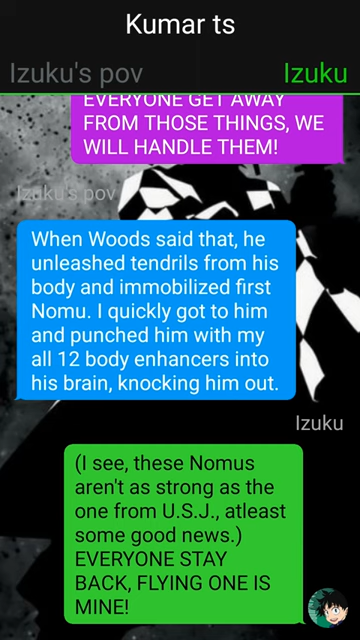 Kumar ts
Izuku's pov
Izuku
EVERYONE GET AWAY
FROM THOSE THINGS, WE
WILL HANDLE THEM!
Izuku's pov
When Woods said that, he
unleashed tendrils from his
body and immobilized first
Nomu. I quickly got to him
and punched him with my
all 12 body enhancers into
his brain, knocking him out.
Izuku
(I see, these Nomus
aren't as strong as the
one from U.S.J., atleast
some good news.)
EVERYONE STAY
BACK, FLYING ONE IS
MINE!